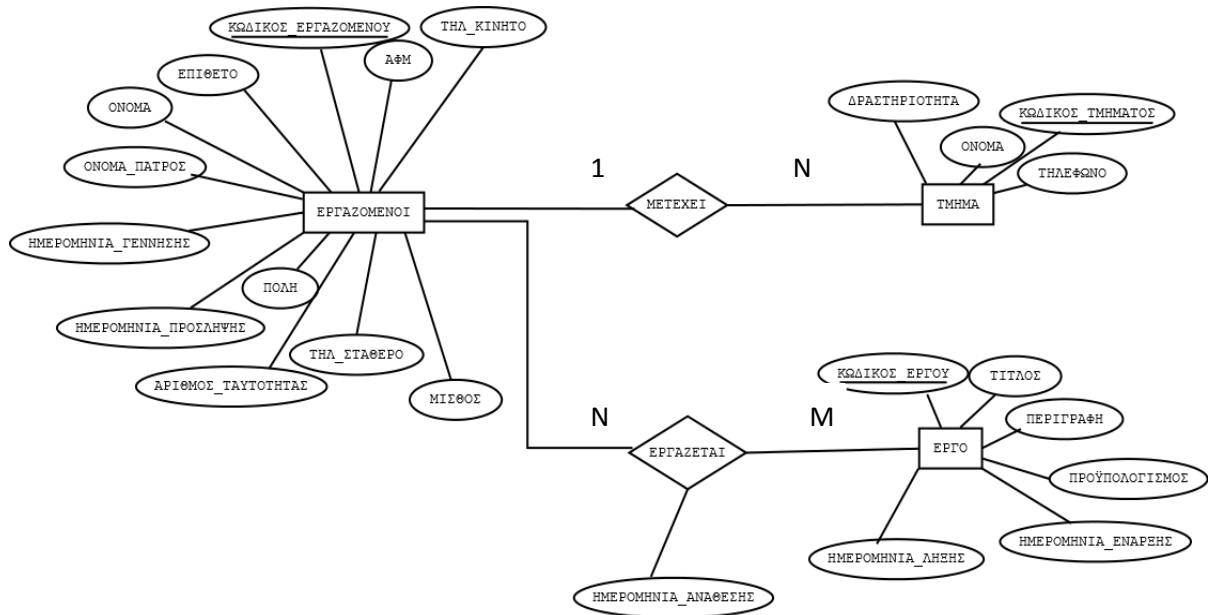 ΚΩΔΙΚΟΣ_ΕΡΓΑΖΟΜΕΝΟΥ
ΤΗΛ_ΚΙΝΗΤΟ
ΑΦΜ
ΕΠΙΘΕΤΟ
ΟΝΟΜΑ
ΟΝΟΜΑ_ΠΑΤΡΟΣ
ΕΡΓΑΖΟΜΕΝΟΙ
ΗΜΕΡΟΜΗΝΙΑ_ΓΕΝΝΗΣΗΣ
ΠΟΛΗ
ΗΜΕΡΟΜΗΝΙΑ_ΠΡΟΣΛΗΨΗΣ
ΤΗΛ_ΣΤΑΘΕΡΟ
ΑΡΙΘΜΟΣ_ΤΑΥΤΟΤΗΤΑΣ
ΜΙΣΘΟΣ
1
ΜΕΤΕΧΕΙ
N
ΔΡΑΣΤΗΡΙΟΤΗΤΑ
ΚΩΔΙΚΟΣ_ΤΜΗΜΑΤΟΣ
ΟΝΟΜΑ
ΤΗΛΕΦΩΝΟ
ΤΜΗΜΑ
N
ΕΡΓΑΖΕΤΑΙ
M
ΗΜΕΡΟΜΗΝΙΑ_ΑΝΑΘΕΣΗΣ
ΚΩΔΙΚΟΣ_ΕΡΓΟΥ
ΤΙΤΛΟΣ
ΠΕΡΙΓΡΑΦΗ
ΕΡΓΟ
ΠΡΟΫΠΟΛΟΓΙΣΜΟΣ
ΗΜΕΡΟΜΗΝΙΑ_ΕΝΑΡΞΗΣ
ΗΜΕΡΟΜΗΝΙΑ_ΛΗΞΗΣ